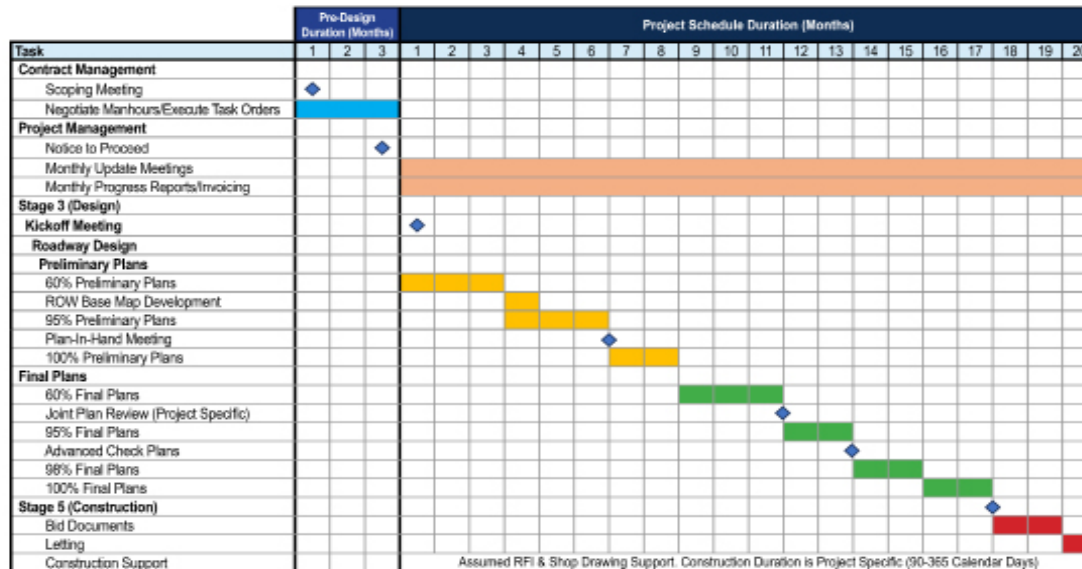 Pre-Design
Duration (Months)
Project Schedule Duration (Months)
Task 1 2 3 1 2 3 4 5 6 7 8 9 10 11 12 13 14 15 16 17 18 19
Contract Management
Scoping Meeting
Negotiate Manhours/Execute Task Orders
Project Management
Notice to Proceed
Monthly Update Meetings
Monthly Progress Reports/Invoicing
Stage 3 (Design)
Kickoff Meeting
Roadway Design
Preliminary Plans
60% Preliminary Plans
ROW Base Map Development
95% Preliminary Plans
Plan-In-Hand Meeting
100% Preliminary Plans
Final Plans
60% Final Plans
Joint Plan Review (Project Specific)
95% Final Plans
Advanced Check Plans
98% Final Plans
100% Final Plans
Stage 5 (Construction)
Bid Documents
Letting
Construction Support Assumed RFI & Shop Drawing Support. Construction Duration is Project Specific (90-365 Calendar Days)